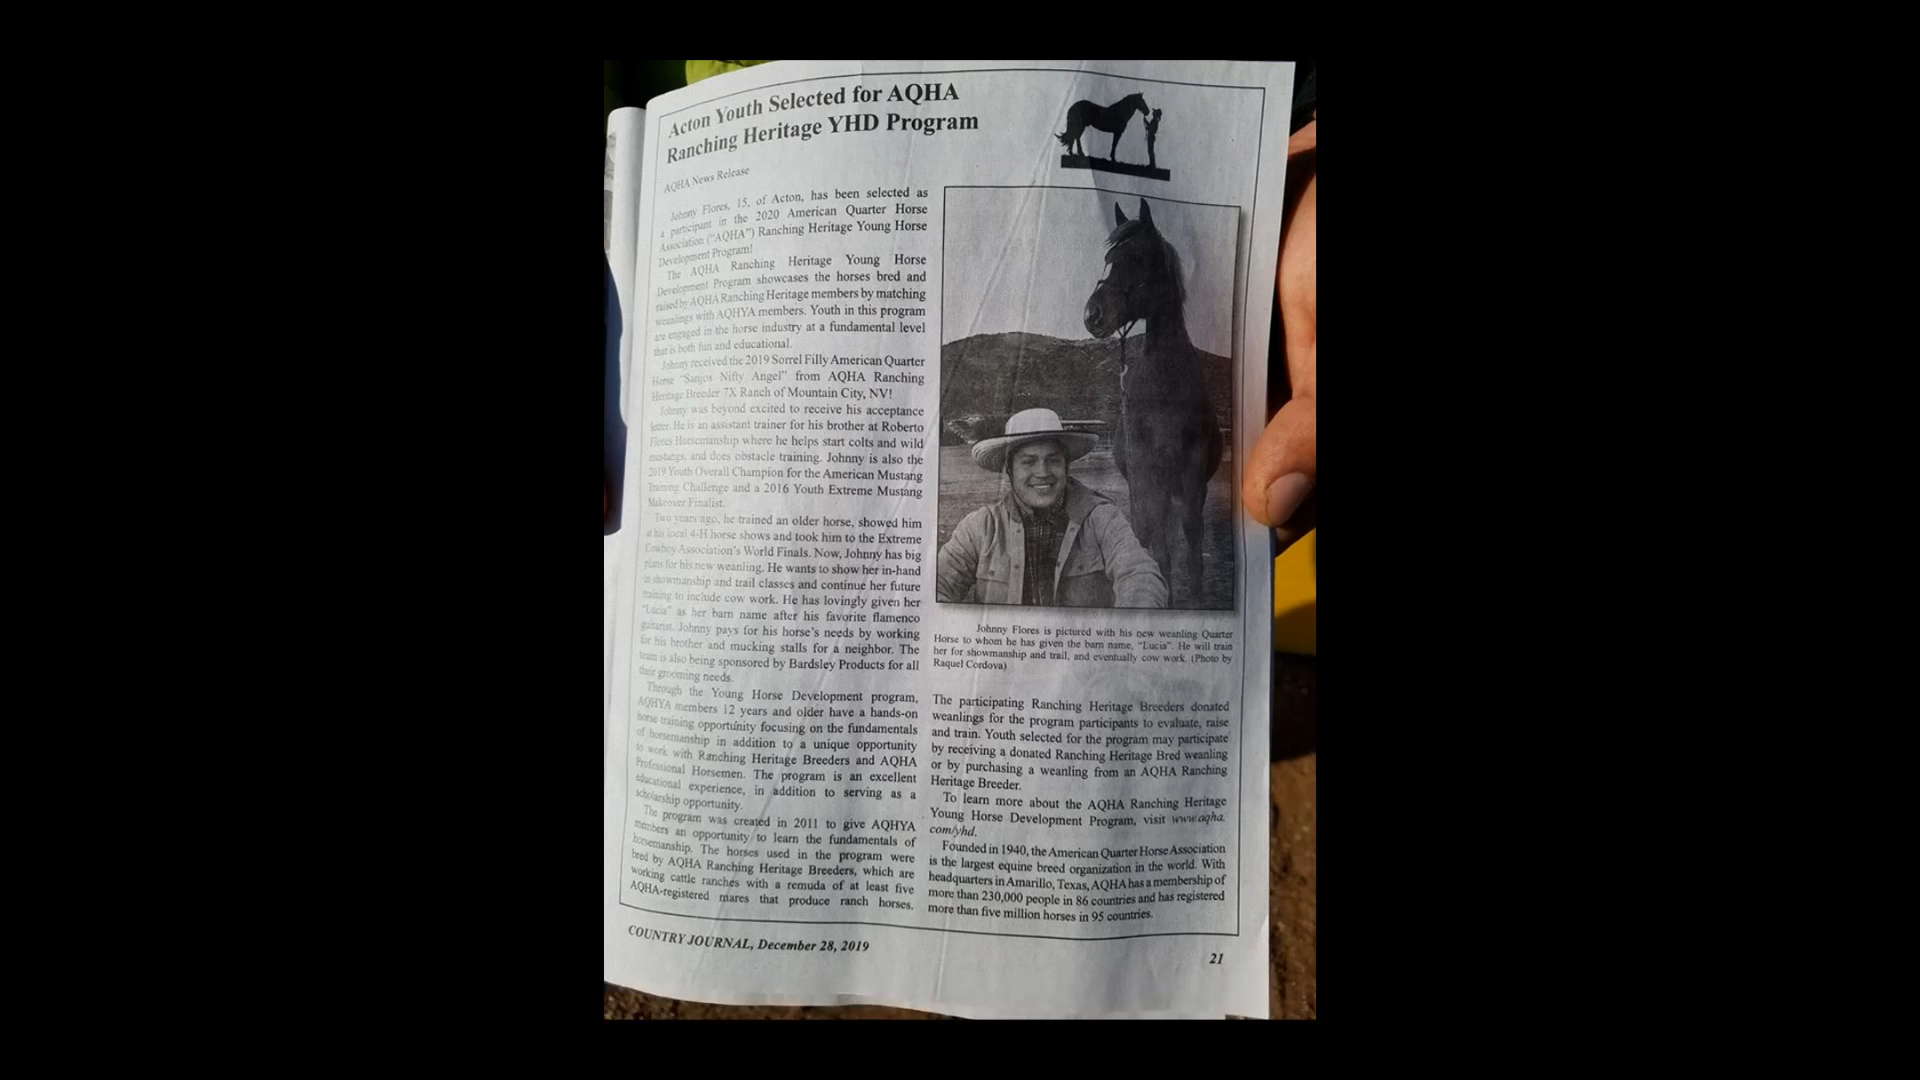 Acton Youth Selected for AQHA
Ranching Heritage YHD Program
AQHA News Release
Johnny Flores, 15, of Acton, has been selected as
a participant in the 2020 American Quarter Horse
Association ("AQHA") Ranching Heritage Young Horse
Development Program!
The AQHA Ranching Heritage Young Horse
Development Program showcases the horses bred and
raised by AQHA Ranching Heritage members by matching
weanlings with AQHYA members. Youth in this program
are engaged in the horse industry at a fundamental level
that is both fun and educational.
Johnny received the 2019 Sorrel Filly American Quarter
Horse "Sanjos Nifty Angel" from AQHA Ranching
Heritage Breeder 7X Ranch of Mountain City, NV!
Johnny was beyond excited to receive his acceptance
letter. He is an assistant trainer for his brother at Roberto
Flores Horsemanship where he helps start colts and wild
mustangs, and does obstacle training. Johnny is also the
2019 Youth Overall Champion for the American Mustang
Training Challenge and a 2016 Youth Extreme Mustang
Makeover Finalist.
Two years ago, he trained an older horse, showed him
at his local 4-H horse shows and took him to the Extreme
Cowboy Association's World Finals. Now, Johnny has big
plans for his new weanling. He wants to show her in-hand
in showmanship and trail classes and continue her future
training to include cow work. He has lovingly given her
"Lucia" as her barn name after his favorite flamenco
guitarist. Johnny pays for his horse's needs by working
for his brother and mucking stalls for a neighbor. The
team is also being sponsored by Bardsley Products for all
their grooming needs.
Through the Young Horse Development program,
AQHYA members 12 years and older have a hands-on
horse training opportunity focusing on the fundamentals
of horsemanship in addition to a unique opportunity
to work with Ranching Heritage Breeders and AQHA
Professional Horsemen. The program is an excellent
educational experience, in addition to serving as a
scholarship opportunity.
The program was created in 2011 to give AQHYA
members an opportunity to learn the fundamentals of
horsemanship. The horses used in the program were
bred by AQHA Ranching Heritage Breeders, which are
working cattle ranches with a remuda of at least five
AQHA-registered mares that produce ranch horses.
Johnny Flores is pictured with his new weanling Quarter
Horse to whom he has given the barn name, "Lucia". He will train
her for showmanship and trail, and eventually cow work. (Photo by
Raquel Cordova)
The participating Ranching Heritage Breeders donated
weanlings for the program participants to evaluate, raise
and train. Youth selected for the program may participate
by receiving a donated Ranching Heritage Bred weanling
or by purchasing a weanling from an AQHA Ranching
Heritage Breeder.
To learn more about the AQHA Ranching Heritage
Young Horse Development Program, visit www.aqha.
com/yhd.
Founded in 1940, the American Quarter Horse Association
is the largest equine breed organization in the world. With
headquarters in Amarillo, Texas, AQHA has a membership of
more than 230,000 people in 86 countries and has registered
more than five million horses in 95 countries.
COUNTRY JOURNAL, December 28, 2019
21